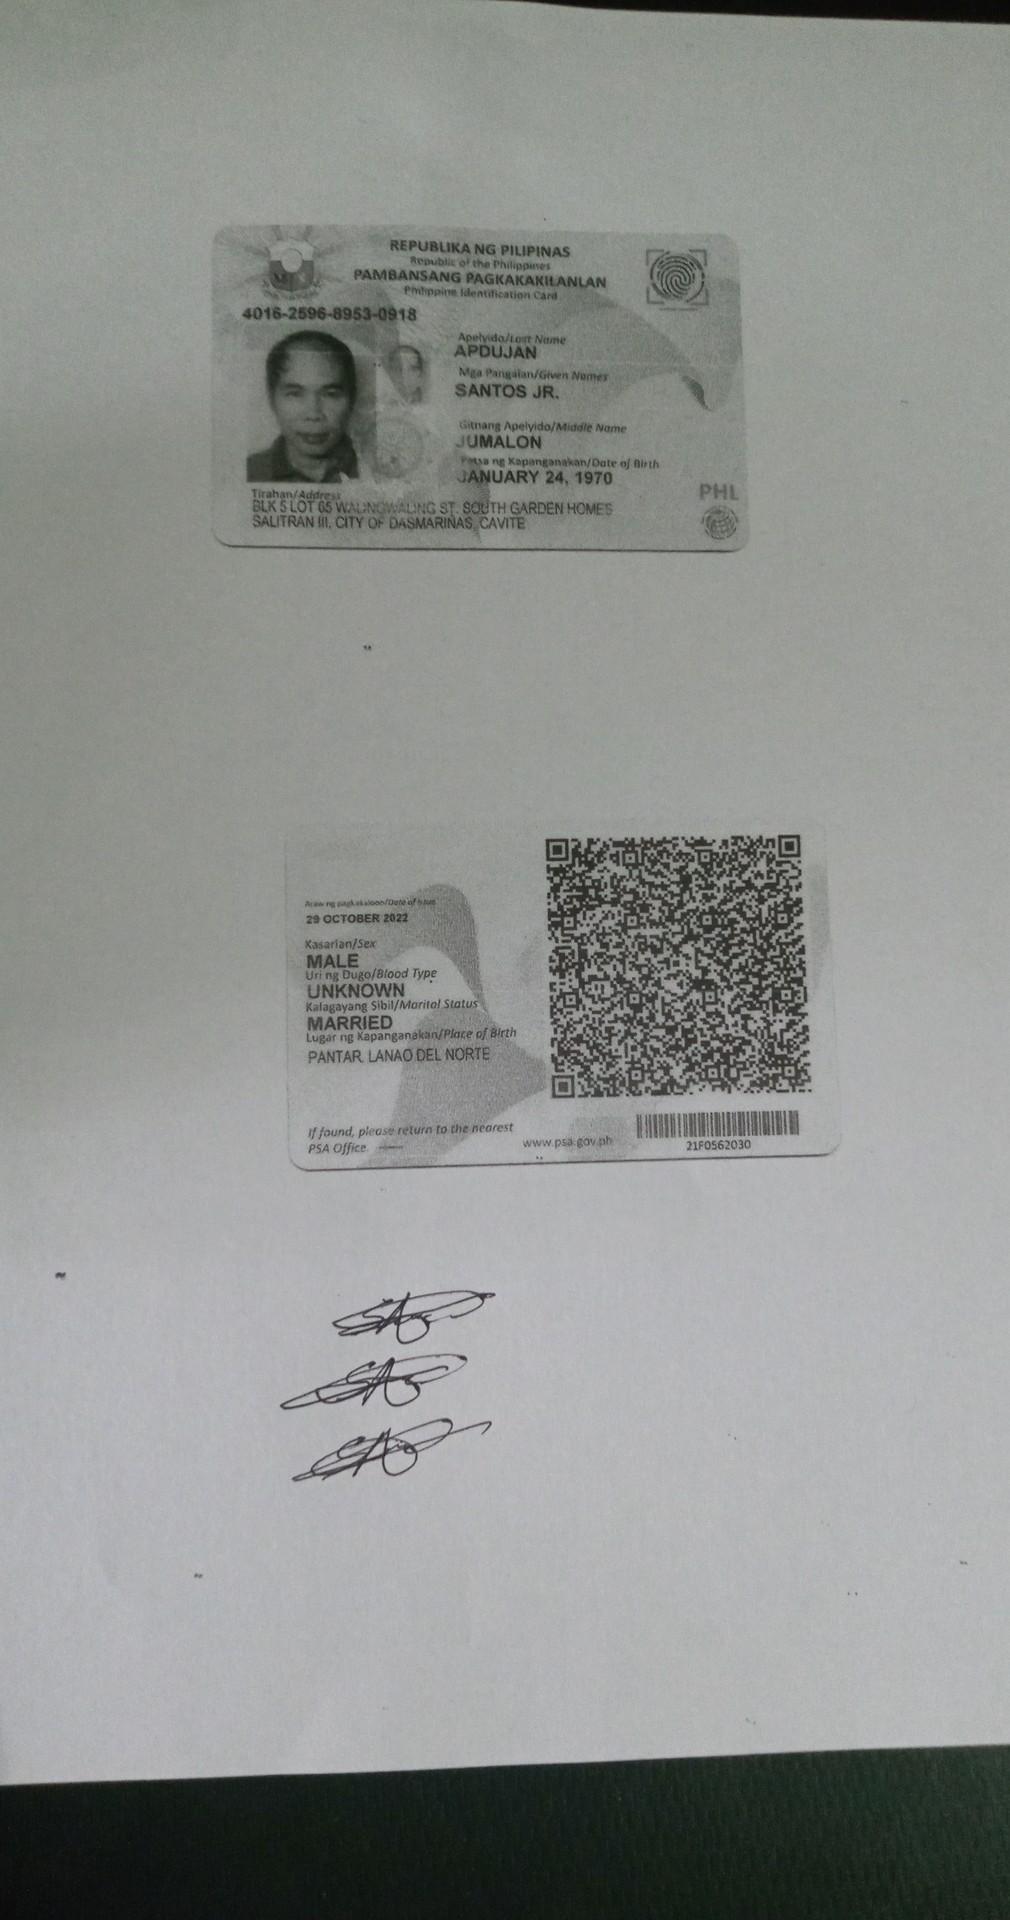 REPUBLIKA NG PILIPINAS
Republic of the Philippines
PAMBANSANG PAGKAKAKILANLAN
Philippine Identification Card
4016-2596-8953-0918
Apelyido/Last Name
APDUJAN
Mga Pangalan/Given Names
SANTOS JR.
Gitnang Apelyido/Middle Name
JUMALON
Petsa ng Kapanganakan/Date of Birth
JANUARY 24, 1970
PHL
Tirahan/Address
BLK 5 LOT 65 WALINGWALING ST. SOUTH GARDEN HOMES
SALITRAN III, CITY OF DASMARIÑAS, CAVITE
Araw ng pagkakaloob/Date of Issue
29 OCTOBER 2022
Kasarian/Sex
MALE
Uri ng Dugo/Blood Type
UNKNOWN
Kalagayang Sibil/Marital Status
MARRIED
Lugar ng Kapanganakan/Place of Birth
PANTAR, LANAO DEL NORTE
If found, please return to the nearest
PSA Office
www.psa.gov.ph
21F0562030